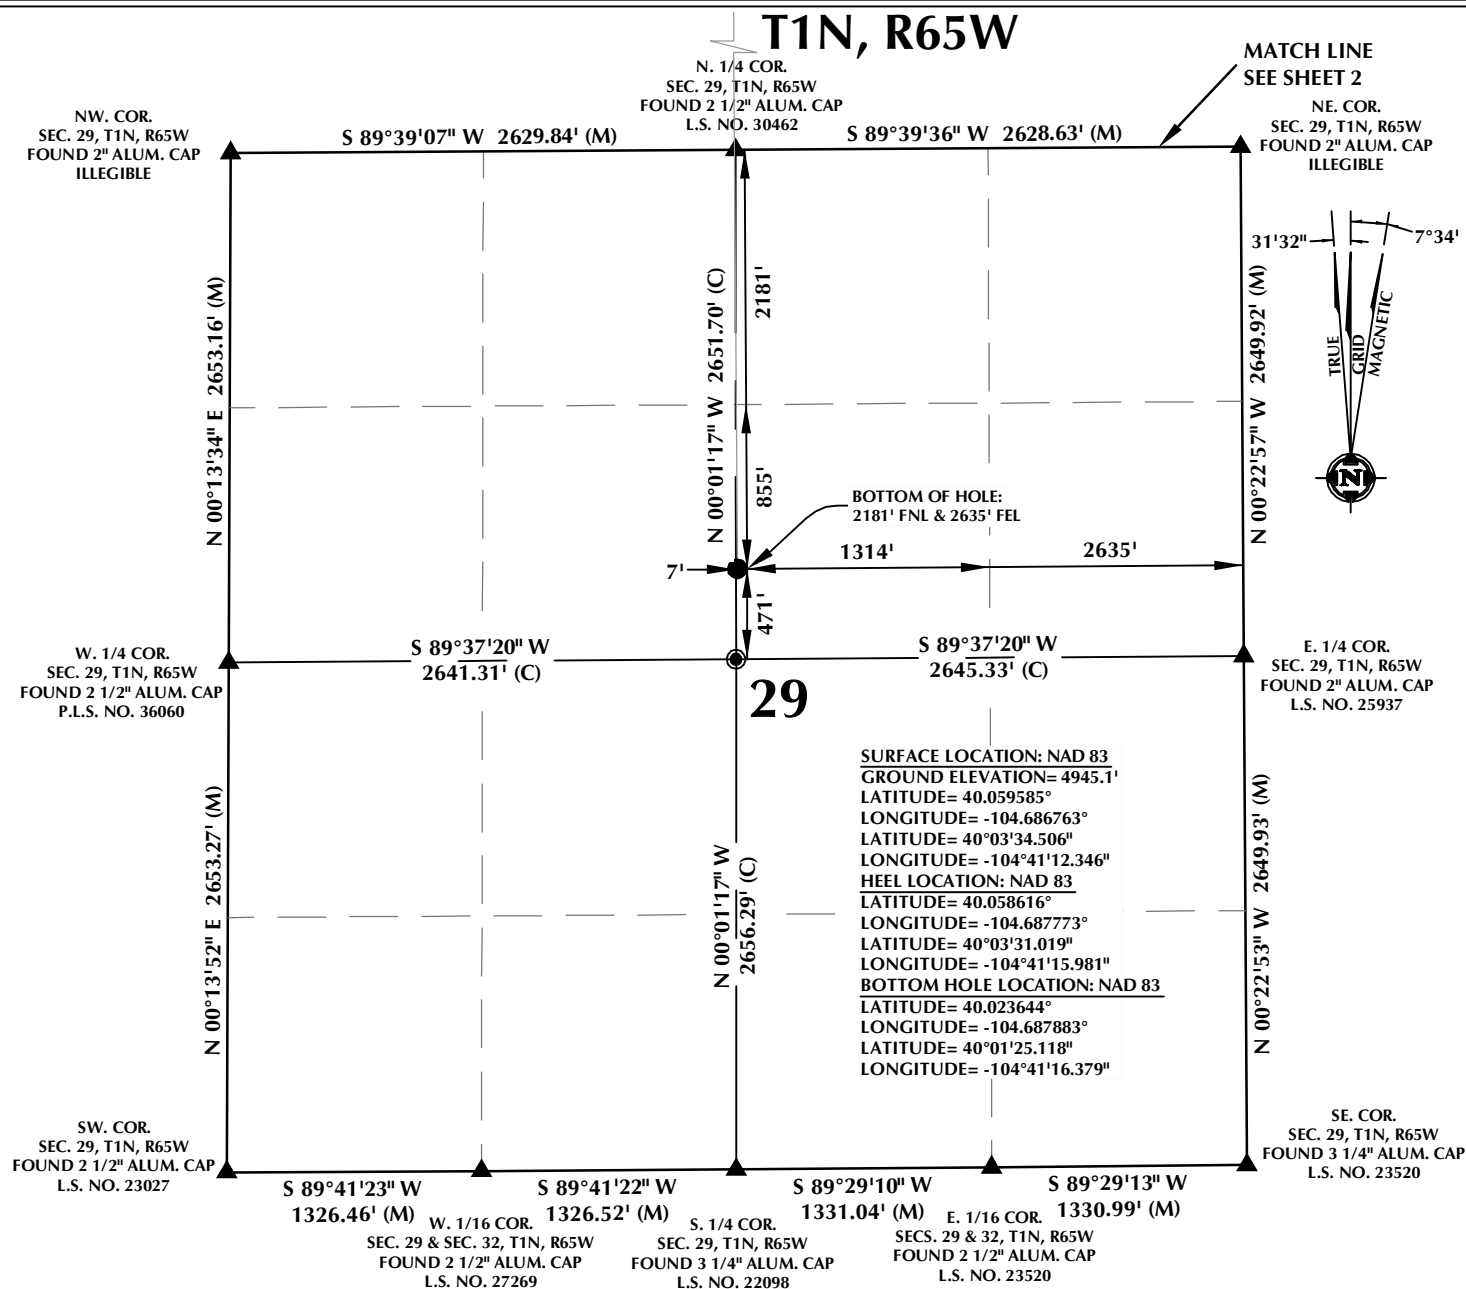 T1N, R65W
MATCH LINE
SEE SHEET 2
N. 1/4 COR.
SEC. 29, T1N, R65W
FOUND 2 1/2" ALUM. CAP
L.S. NO. 30462
NW. COR.
SEC. 29, T1N, R65W
FOUND 2" ALUM. CAP
ILLEGIBLE
NE. COR.
SEC. 29, T1N, R65W
FOUND 2" ALUM. CAP
ILLEGIBLE
S 89°39'07" W 2629.84' (M)
S 89°39'36" W 2628.63' (M)
31'32"
7°34'
TRUE
GRID
MAGNETIC
N
N 00°13'34" E 2653.16' (M)
N 00°01'17" W 2651.70' (C)
2181'
855'
N 00°22'57" W 2649.92' (M)
BOTTOM OF HOLE:
2181' FNL & 2635' FEL
1314'
2635'
7'
471'
W. 1/4 COR.
SEC. 29, T1N, R65W
FOUND 2 1/2" ALUM. CAP
P.L.S. NO. 36060
S 89°37'20" W
2641.31' (C)
S 89°37'20" W
2645.33' (C)
E. 1/4 COR.
SEC. 29, T1N, R65W
FOUND 2" ALUM. CAP
L.S. NO. 25937
29
SURFACE LOCATION: NAD 83
GROUND ELEVATION= 4945.1'
LATITUDE= 40.059585°
LONGITUDE= -104.686763°
LATITUDE= 40°03'34.506"
LONGITUDE= -104°41'12.346"
HEEL LOCATION: NAD 83
LATITUDE= 40.058616°
LONGITUDE= -104.687773°
LATITUDE= 40°03'31.019"
LONGITUDE= -104°41'15.981"
BOTTOM HOLE LOCATION: NAD 83
LATITUDE= 40.023644°
LONGITUDE= -104.687883°
LATITUDE= 40°01'25.118"
LONGITUDE= -104°41'16.379"
N 00°13'52" E 2653.27' (M)
N 00°01'17" W
2656.29' (C)
N 00°22'53" W 2649.93' (M)
SW. COR.
SEC. 29, T1N, R65W
FOUND 2 1/2" ALUM. CAP
L.S. NO. 23027
SE. COR.
SEC. 29, T1N, R65W
FOUND 3 1/4" ALUM. CAP
L.S. NO. 23520
S 89°41'23" W
1326.46' (M)
S 89°41'22" W
1326.52' (M)
S 89°29'10" W
1331.04' (M)
S 89°29'13" W
1330.99' (M)
W. 1/16 COR.
SEC. 29 & SEC. 32, T1N, R65W
FOUND 2 1/2" ALUM. CAP
L.S. NO. 27269
S. 1/4 COR.
SEC. 29, T1N, R65W
FOUND 3 1/4" ALUM. CAP
L.S. NO. 22098
E. 1/16 COR.
SECS. 29 & 32, T1N, R65W
FOUND 2 1/2" ALUM. CAP
L.S. NO. 23520